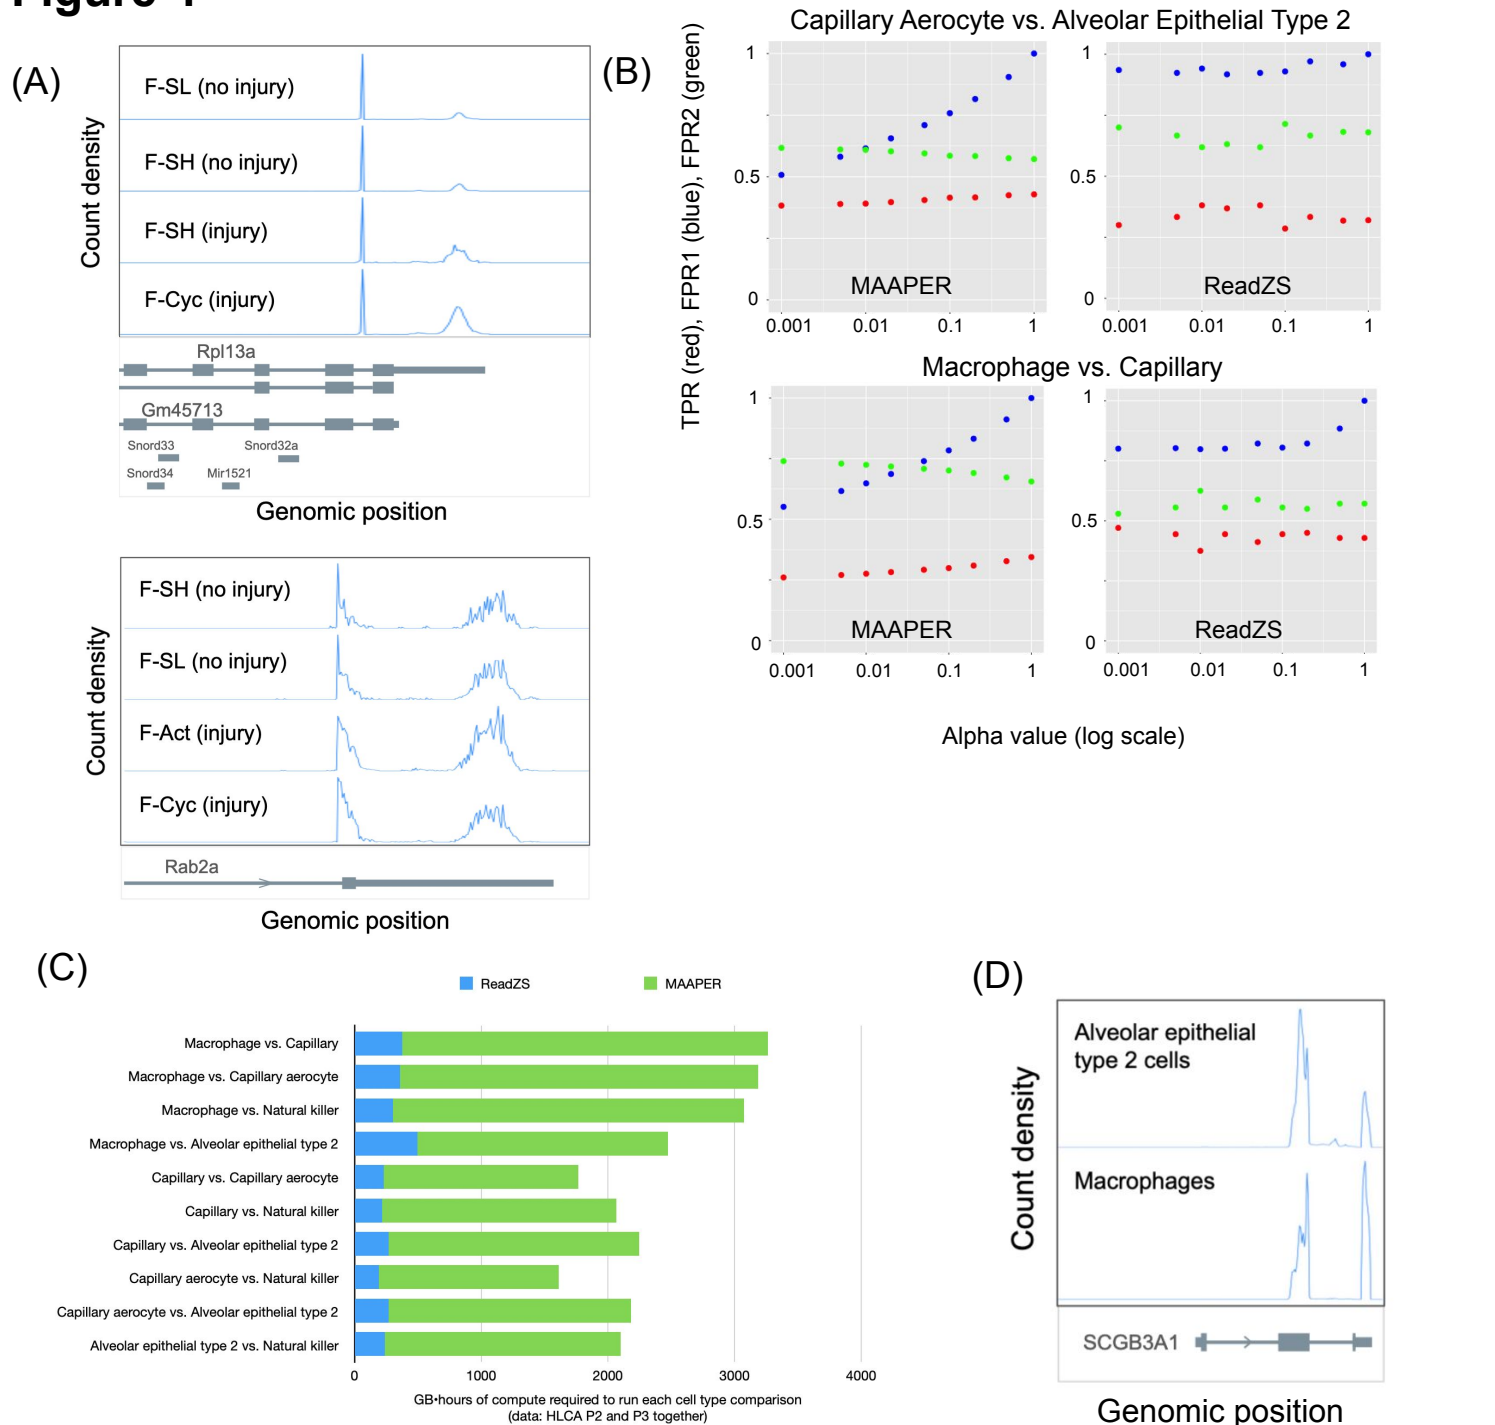 (A)
F-SL (no injury)
F-SH (no injury)
F-SH (injury)
F-Cyc (injury)
Count density
Rpl13a
Gm45713
Snord33
Snord32a
Snord34
Mir1521
Genomic position
F-SH (no injury)
F-SL (no injury)
F-Act (injury)
F-Cyc (injury)
Count density
Rab2a
Genomic position
(B)
TPR (red), FPR1 (blue), FPR2 (green)
Capillary Aerocyte vs. Alveolar Epithelial Type 2
1
0.5
0
MAAPER
0.001 0.01 0.1 1
1
0.5
0
ReadZS
0.001 0.01 0.1 1
Macrophage vs. Capillary
1
0.5
0
MAAPER
0.001 0.01 0.1 1
1
0.5
0
ReadZS
0.001 0.01 0.1 1
Alpha value (log scale)
(C)
ReadZS MAAPER
Macrophage vs. Capillary
Macrophage vs. Capillary aerocyte
Macrophage vs. Natural killer
Macrophage vs. Alveolar epithelial type 2
Capillary vs. Capillary aerocyte
Capillary vs. Natural killer
Capillary vs. Alveolar epithelial type 2
Capillary aerocyte vs. Natural killer
Capillary aerocyte vs. Alveolar epithelial type 2
Alveolar epithelial type 2 vs. Natural killer
0 1000 2000 3000 4000
GB•hours of compute required to run each cell type comparison
(data: HLCA P2 and P3 together)
(D)
Alveolar epithelial
type 2 cells
Macrophages
Count density
SCGB3A1
Genomic position